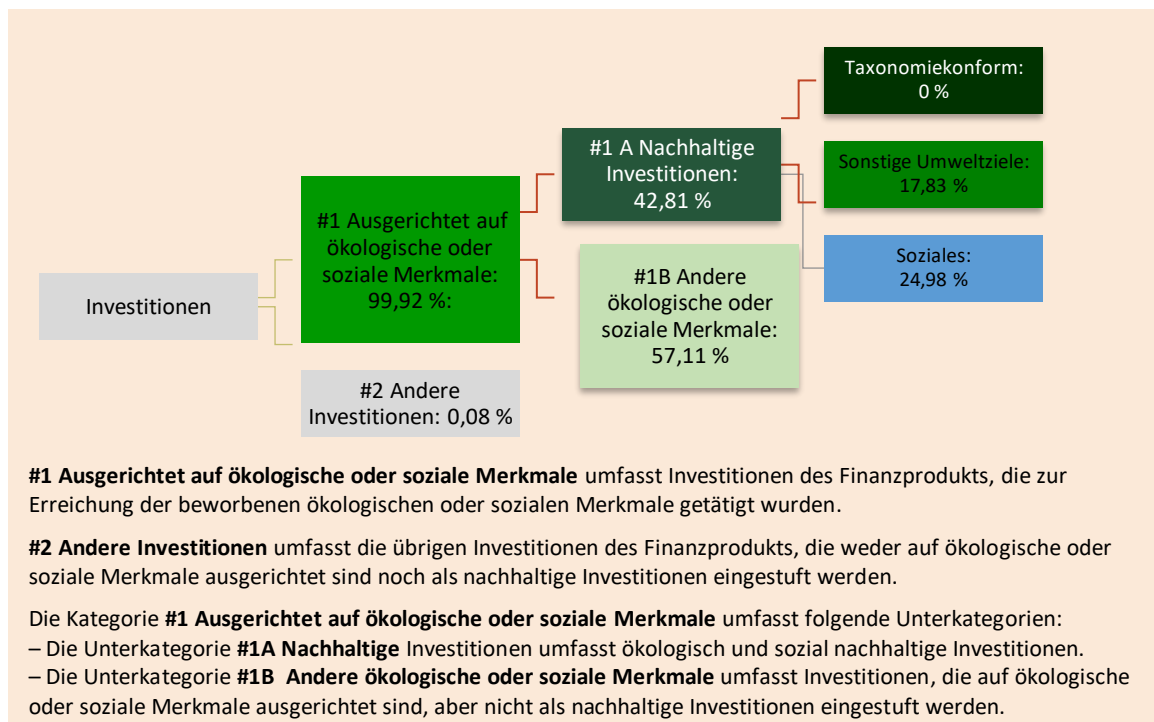 Investitionen
#1 Ausgerichtet auf
ökologische oder
soziale Merkmale:
99,92 %:
#2 Andere
Investitionen: 0,08 %
#1 A Nachhaltige
Investitionen:
42,81 %
#1B Andere
ökologische oder
soziale Merkmale:
57,11 %
Taxonomiekonform:
0 %
Sonstige Umweltziele:
17,83 %
Soziales:
24,98 %
#1 Ausgerichtet auf ökologische oder soziale Merkmale umfasst Investitionen des Finanzprodukts, die zur
Erreichung der beworbenen ökologischen oder sozialen Merkmale getätigt wurden.
#2 Andere Investitionen umfasst die übrigen Investitionen des Finanzprodukts, die weder auf ökologische oder
soziale Merkmale ausgerichtet sind noch als nachhaltige Investitionen eingestuft werden.
Die Kategorie #1 Ausgerichtet auf ökologische oder soziale Merkmale umfasst folgende Unterkategorien:
– Die Unterkategorie #1A Nachhaltige Investitionen umfasst ökologisch und sozial nachhaltige Investitionen.
– Die Unterkategorie #1B Andere ökologische oder soziale Merkmale umfasst Investitionen, die auf ökologische
oder soziale Merkmale ausgerichtet sind, aber nicht als nachhaltige Investitionen eingestuft werden.